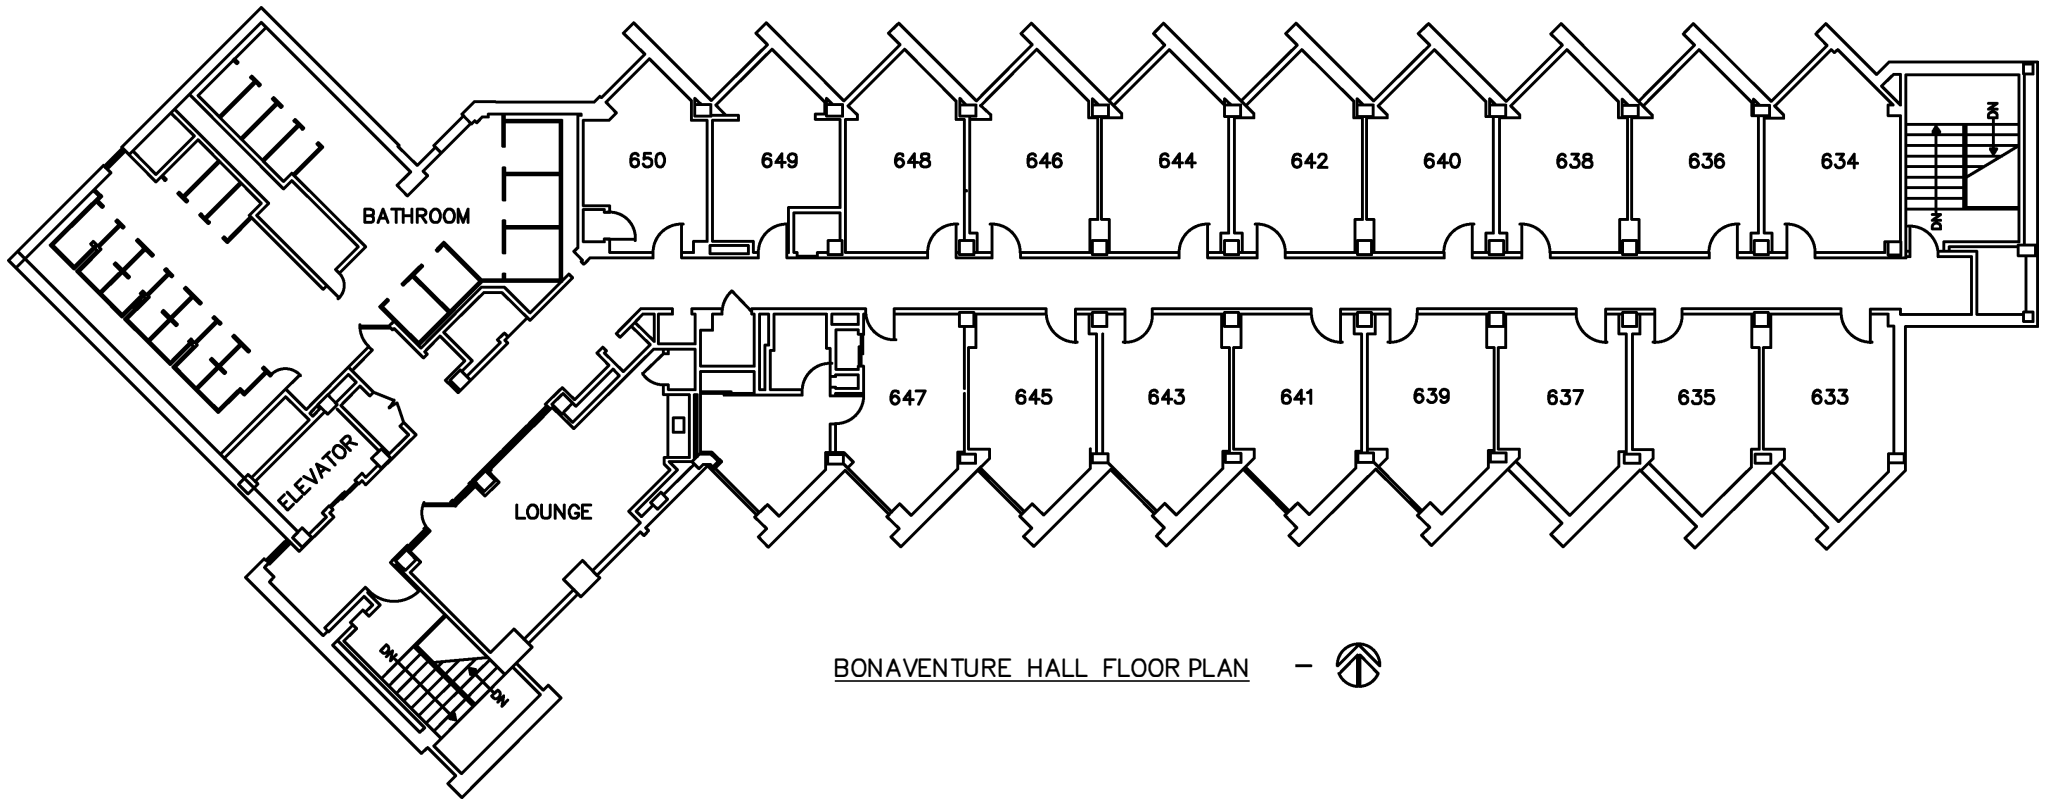 650 649 648 646 644 642 640 638 636 634
DN
DN
BATHROOM
647 645 643 641 639 637 635 633
ELEVATOR
LOUNGE
DN
DN
BONAVENTURE HALL FLOOR PLAN -